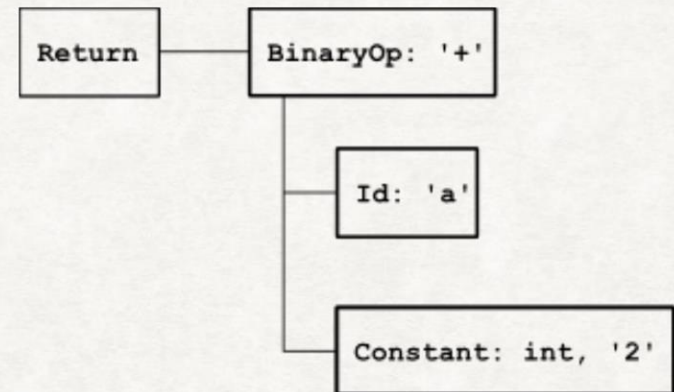 Return
BinaryOp: '+'
Id: 'a'
Constant: int, '2'